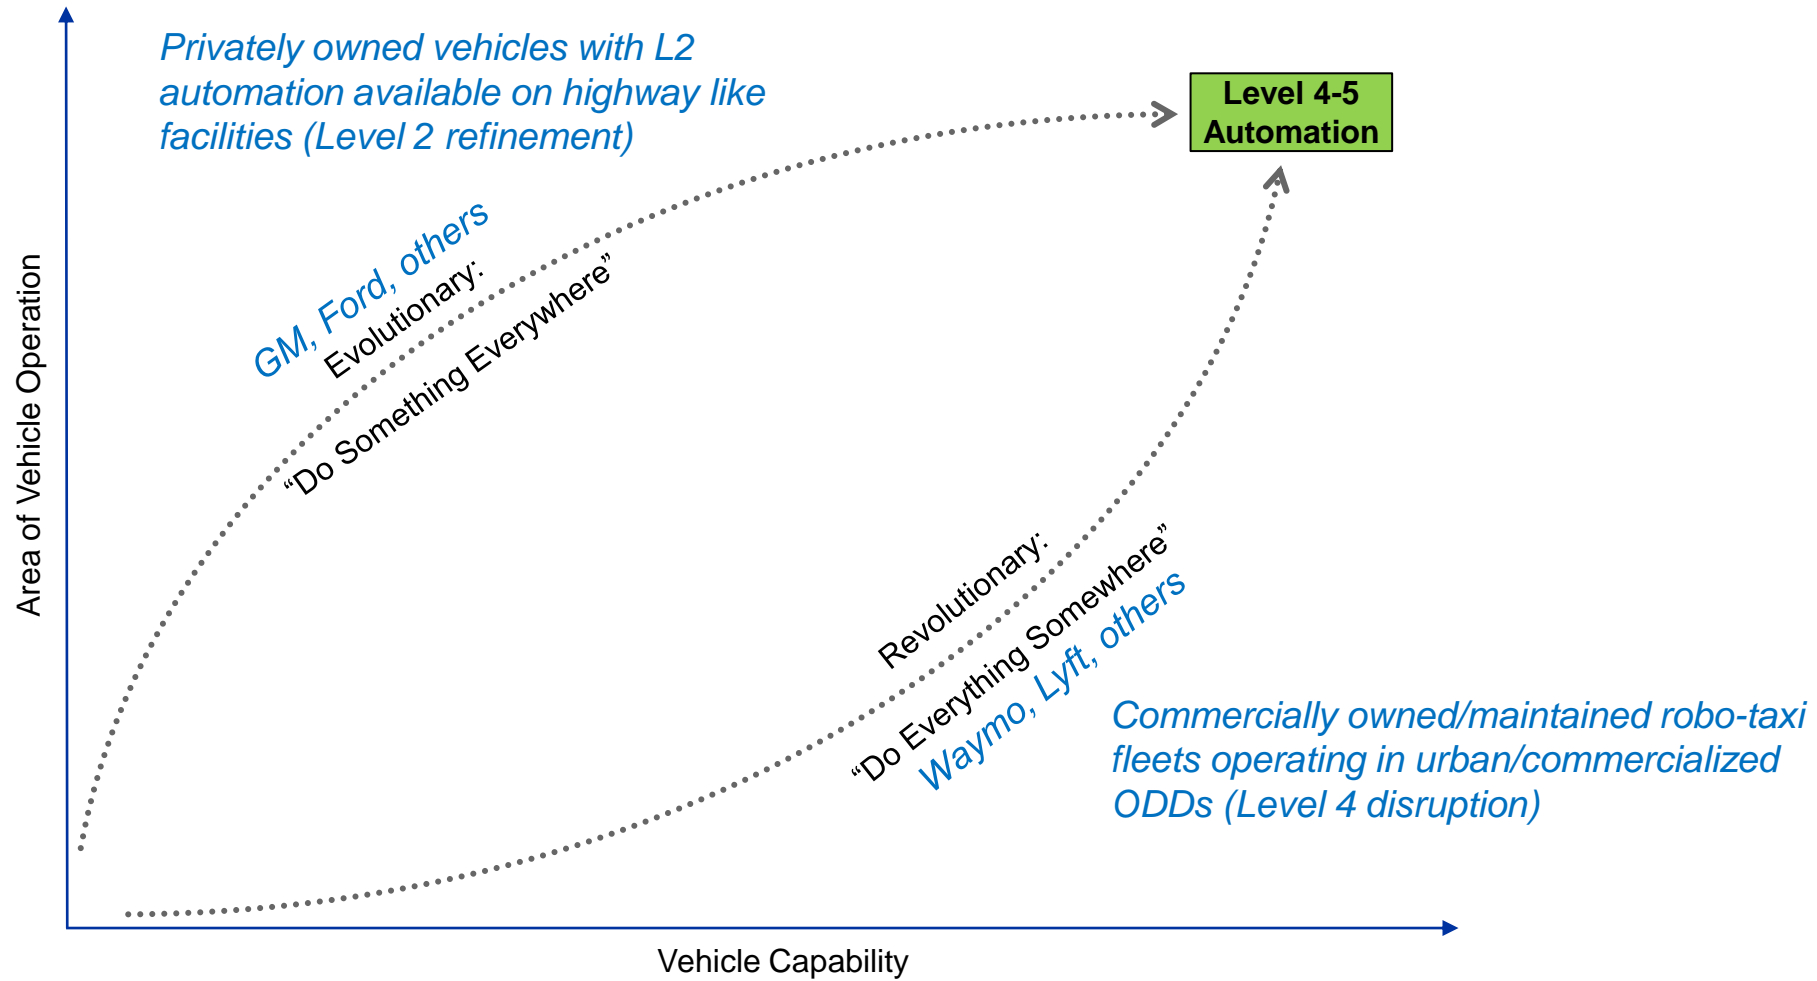 Privately owned vehicles with L2
automation available on highway like
facilities (Level 2 refinement)
Level 4-5
Automation
GM, Ford, others
Evolutionary:
“Do Something Everywhere”
Area of Vehicle Operation
Revolutionary:
“Do Everything Somewhere”
Waymo, Lyft, others
Commercially owned/maintained robo-taxi
fleets operating in urban/commercialized
ODDs (Level 4 disruption)
Vehicle Capability